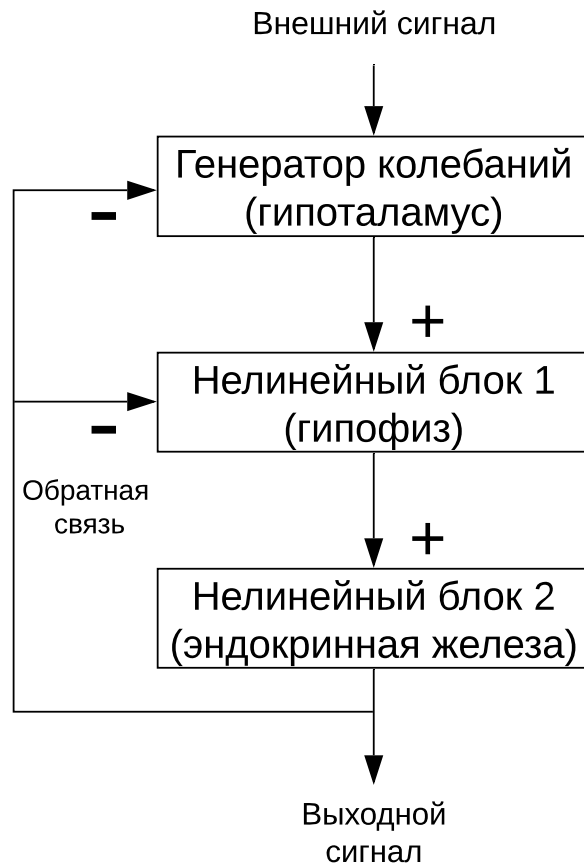 Внешний сигнал
Генератор колебаний
(гипоталамус)
-
+
Нелинейный блок 1
(гипофиз)
-
Обратная
связь
+
Нелинейный блок 2
(эндокринная железа)
Выходной
сигнал